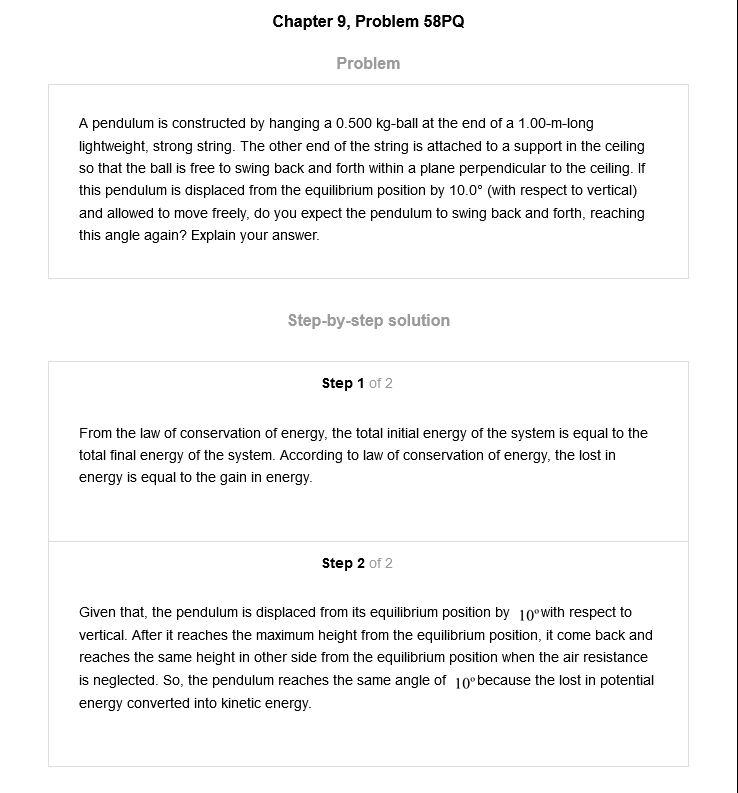 Chapter 9, Problem 58PQ
Problem
A pendulum is constructed by hanging a 0.500 kg-ball at the end of a 1.00-m-long
lightweight, strong string. The other end of the string is attached to a support in the ceiling
so that the ball is free to swing back and forth within a plane perpendicular to the ceiling. If
this pendulum is displaced from the equilibrium position by 10.0° (with respect to vertical)
and allowed to move freely, do you expect the pendulum to swing back and forth, reaching
this angle again? Explain your answer.
Step-by-step solution
Step 1 of 2
From the law of conservation of energy, the total initial energy of the system is equal to the
total final energy of the system. According to law of conservation of energy, the lost in
energy is equal to the gain in energy.
Step 2 of 2
Given that, the pendulum is displaced from its equilibrium position by 10° with respect to
vertical. After it reaches the maximum height from the equilibrium position, it come back and
reaches the same height in other side from the equilibrium position when the air resistance
is neglected. So, the pendulum reaches the same angle of 10° because the lost in potential
energy converted into kinetic energy.